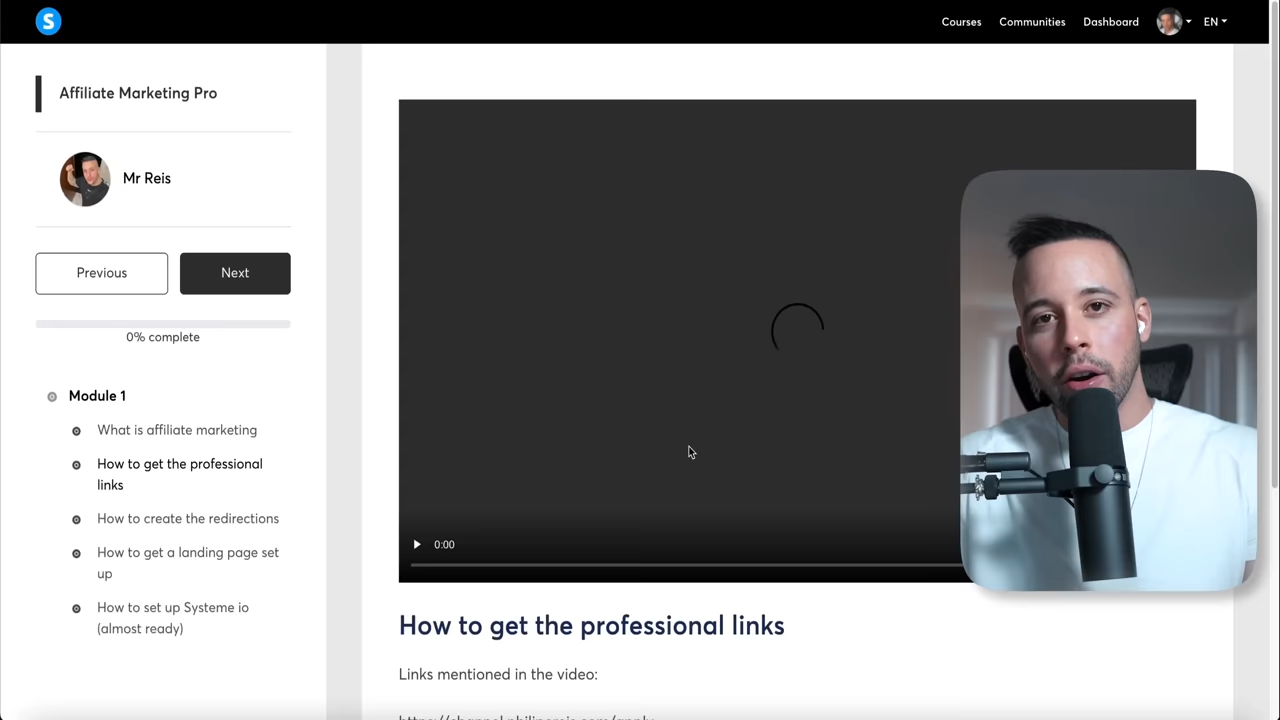 S
Courses
Communities
Dashboard
EN
Affiliate Marketing Pro
Mr Reis
Previous
Next
0% complete
Module 1
What is affiliate marketing
How to get the professional
links
How to create the redirections
How to get a landing page set
up
How to set up Systeme io
(almost ready)
0:00
How to get the professional links
Links mentioned in the video: